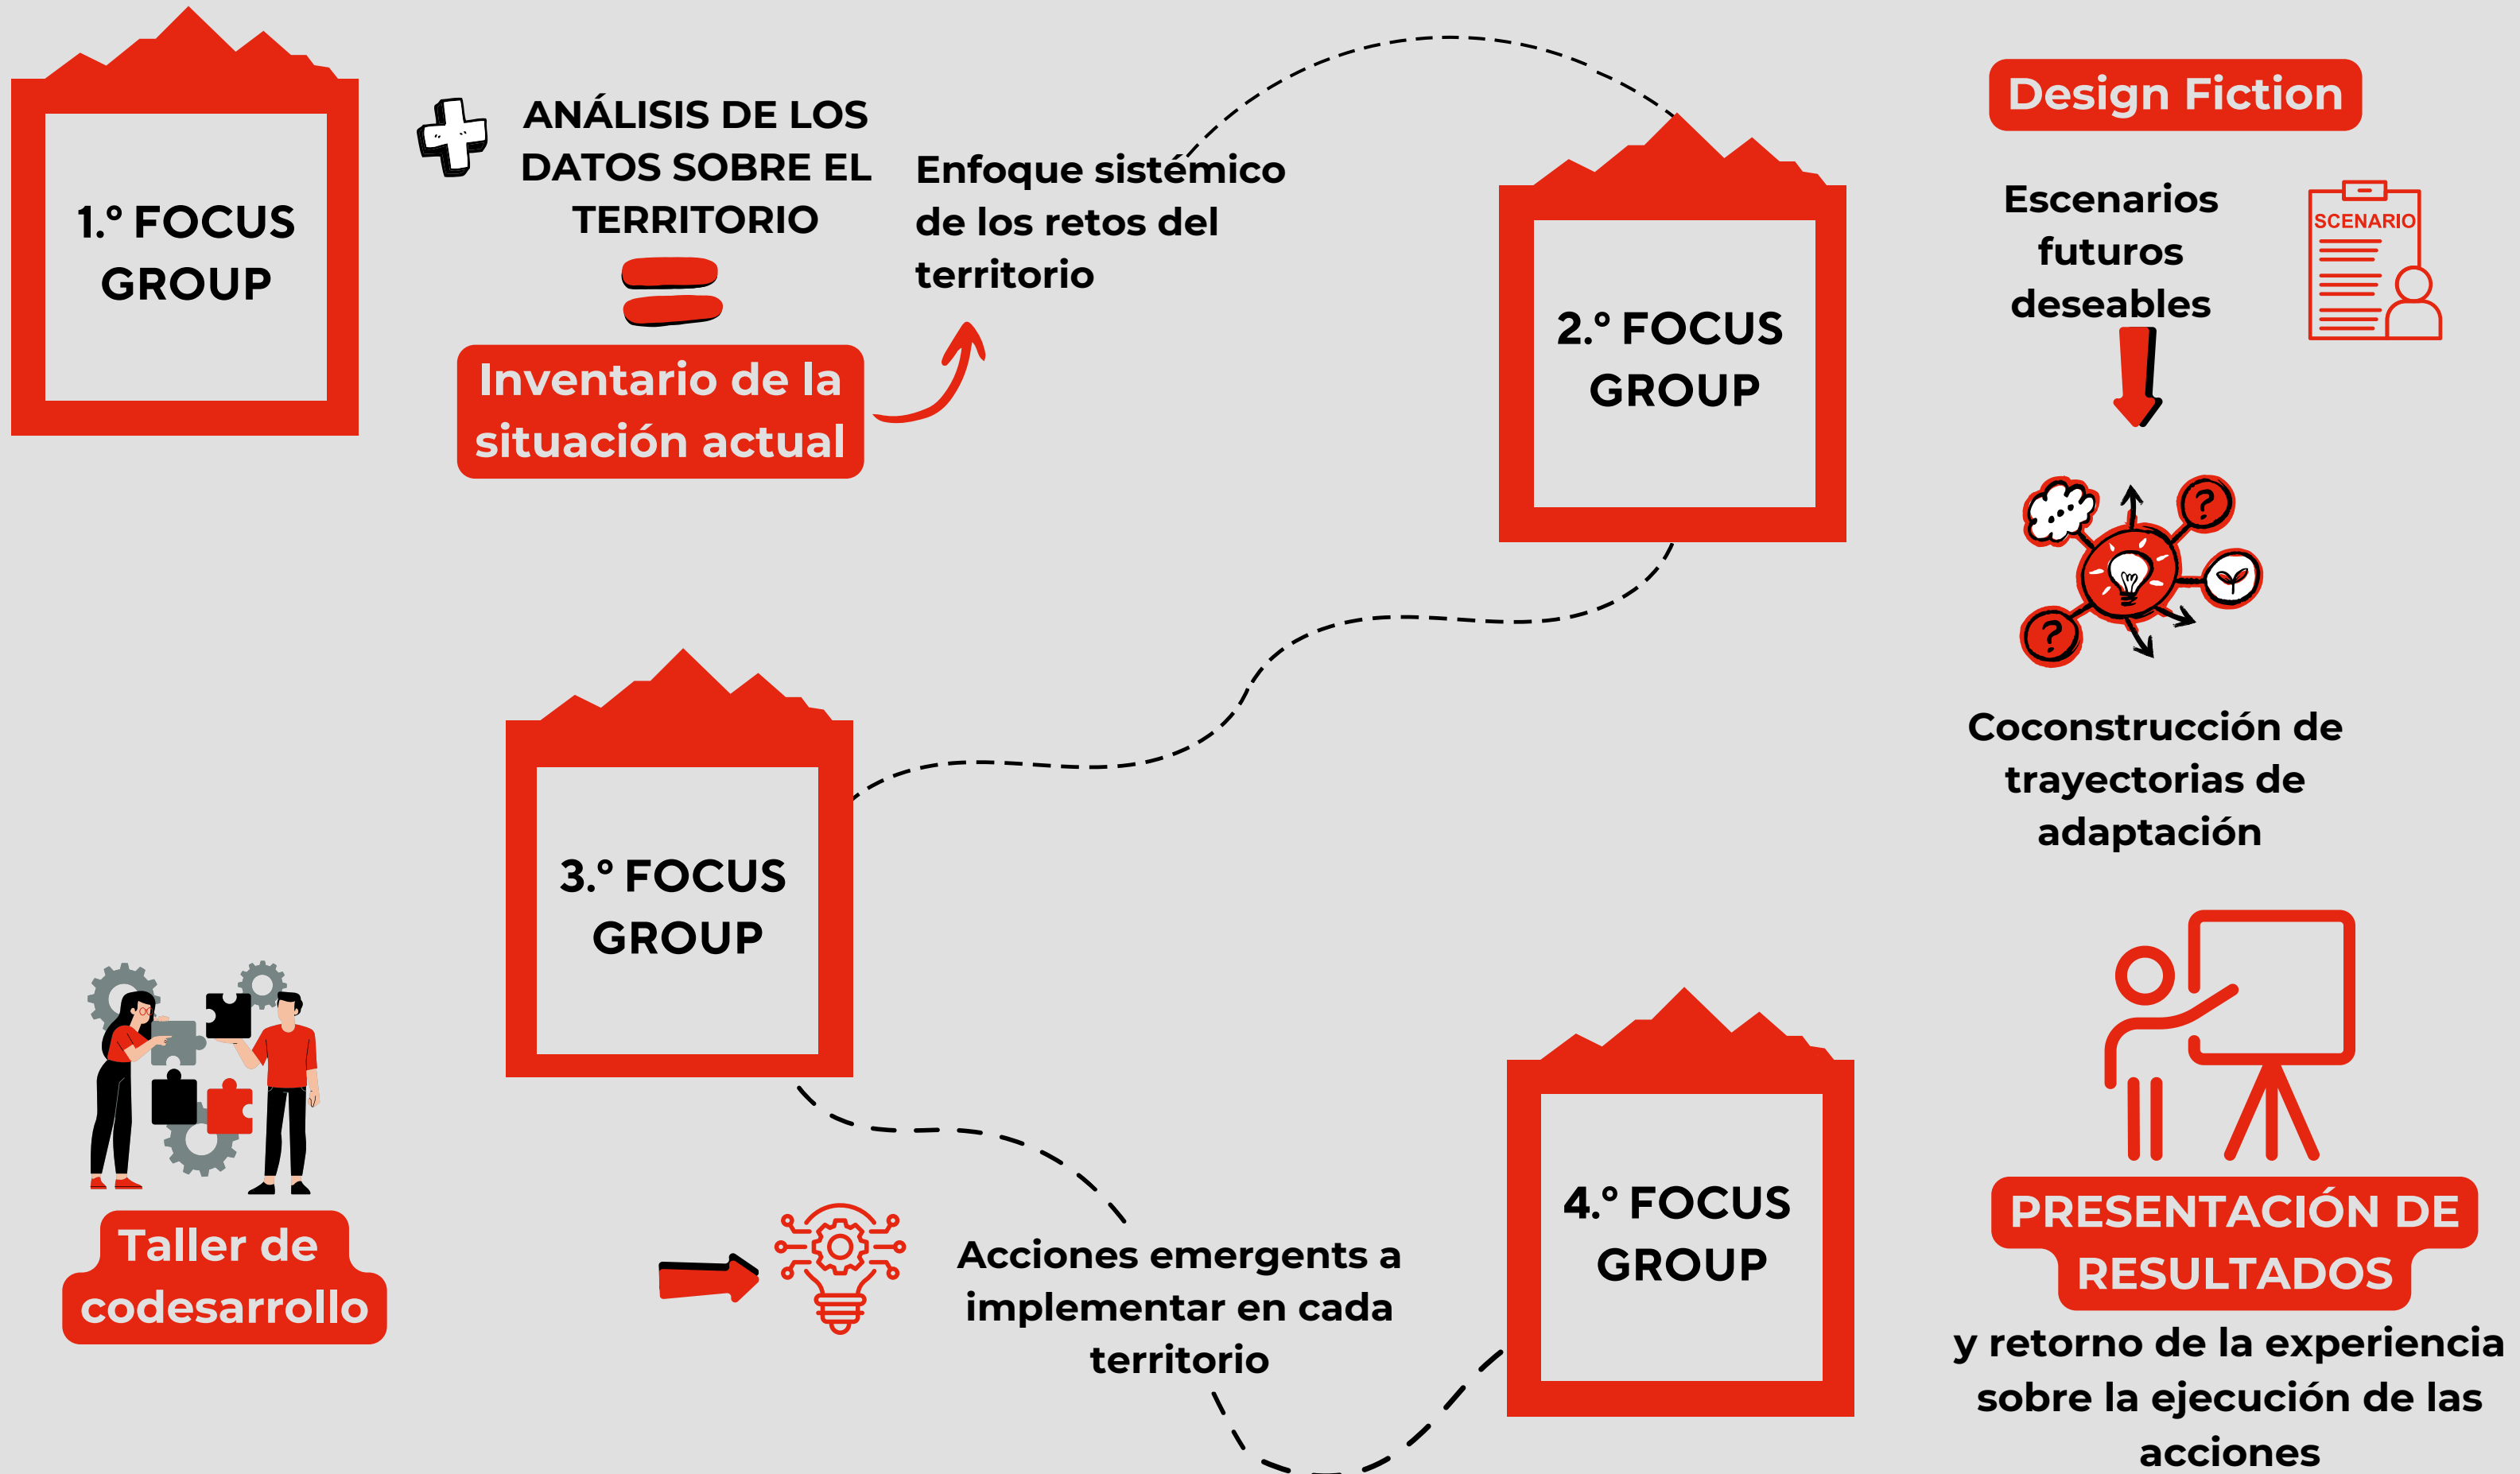 1.º FOCUS
GROUP
ANÁLISIS DE LOS
DATOS SOBRE EL
TERRITORIO
Inventario de la
situación actual
Enfoque sistémico
de los retos del
territorio
2.º FOCUS
GROUP
Design Fiction
Escenarios
futuros
deseables
SCENARIO
?
?
Coconstrucción de
trayectorias de
adaptación
3.º FOCUS
GROUP
Taller de
codesarrollo
Acciones emergents a
implementar en cada
territorio
4.º FOCUS
GROUP
PRESENTACIÓN DE
RESULTADOS
y retorno de la experiencia
sobre la ejecución de las
acciones